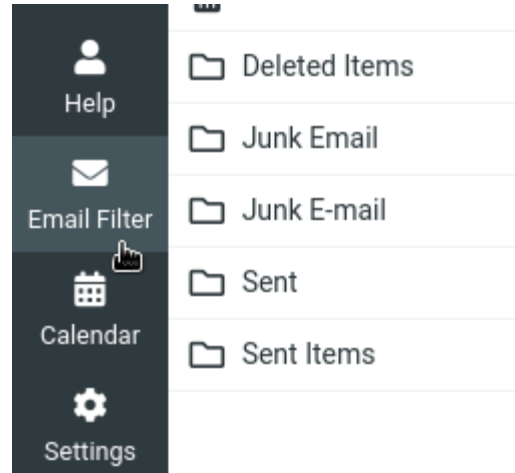 Help
Email Filter
Calendar
Settings
Deleted Items
Junk Email
Junk E-mail
Sent
Sent Items